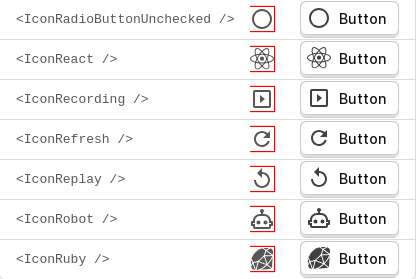 <IconRadioButtonUnchecked /> Button
<IconReact /> Button
<IconRecording /> Button
<IconRefresh /> Button
<IconReplay /> Button
<IconRobot /> Button
<IconRuby /> Button